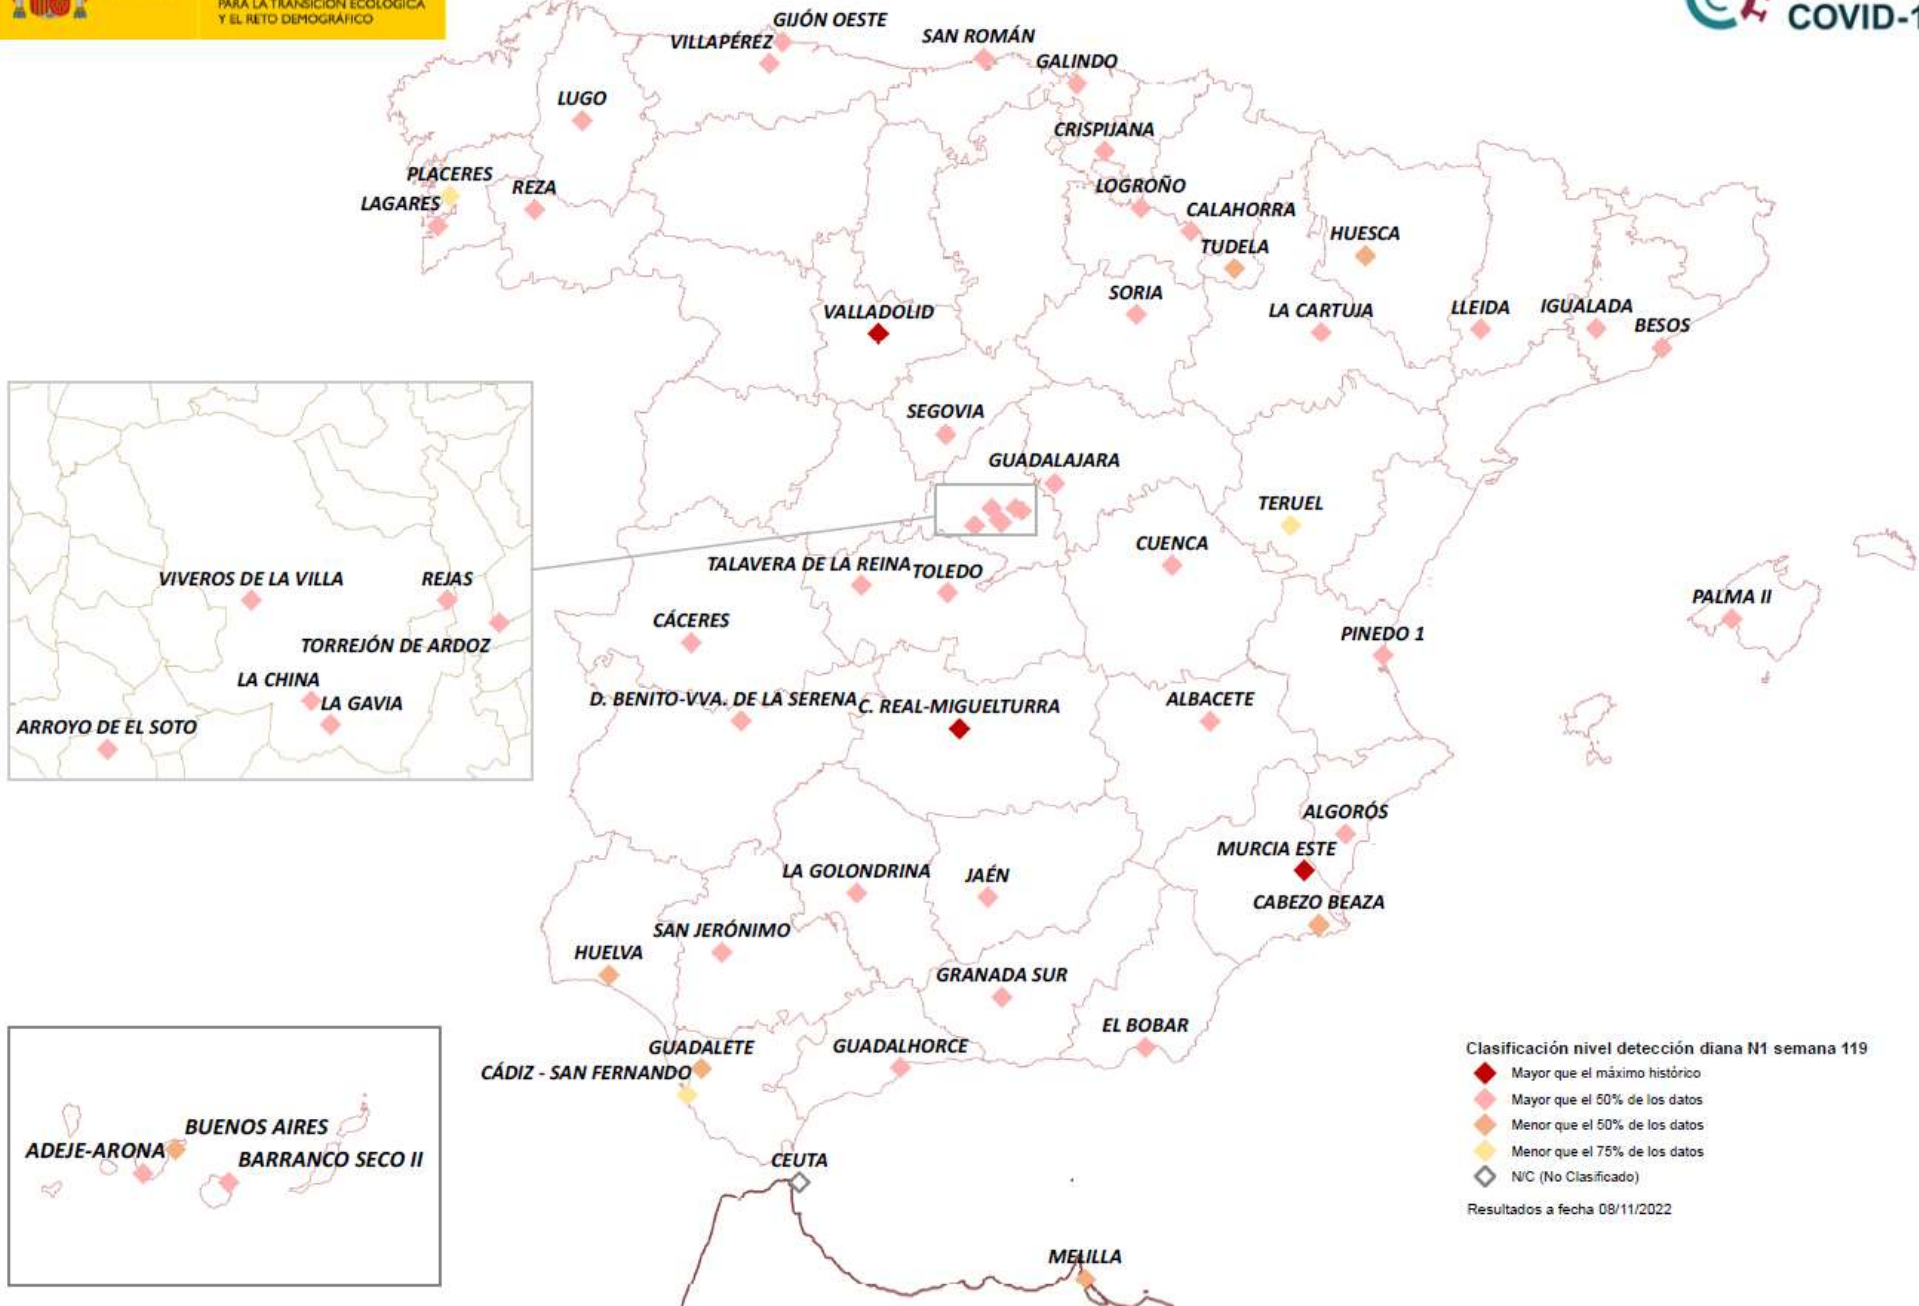 PARA LA TRANSICIÓN ECOLÓGICA
Y EL RETO DEMOGRÁFICO
COVID-1
GIJÓN OESTE
VILLAPÉREZ
SAN ROMÁN
GALINDO
LUGO
CRISPIJANA
PLACERES
REZA
LAGARES
LOGROÑO
CALAHORRA
TUDELA
HUESCA
SORIA
VALLADOLID
LA CARTUJA
LLEIDA
IGUALADA
BESOS
SEGOVIA
GUADALAJARA
TERUEL
CUENCA
TALAVERA DE LA REINA
TOLEDO
VIVEROS DE LA VILLA
REJAS
TORREJÓN DE ARDOZ
LA CHINA
LA GAVIA
ARROYO DE EL SOTO
PALMA II
CÁCERES
PINEDO 1
D. BENITO-VVA. DE LA SERENA
C. REAL-MIGUELTURRA
ALBACETE
ALGORÓS
MURCIA ESTE
LA GOLONDRINA
JAÉN
CABEZO BEAZA
SAN JERÓNIMO
HUELVA
GRANADA SUR
EL BOBAR
GUADALETE
GUADALHORCE
CÁDIZ - SAN FERNANDO
BUENOS AIRES
ADEJE-ARONA
BARRANCO SECO II
CEUTA
MELILLA
Clasificación nivel detección diana N1 semana 119
Mayor que el máximo histórico
Mayor que el 50% de los datos
Menor que el 50% de los datos
Menor que el 75% de los datos
N/C (No Clasificado)
Resultados a fecha 08/11/2022